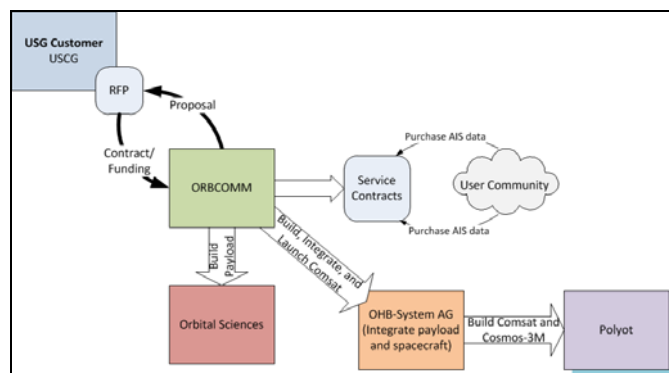 USG Customer
USCG
RFP
Proposal
Contract/
Funding
ORBCOMM
Service
Contracts
Purchase AIS data
User Community
Purchase AIS data
Build
Payload
Build, Integrate, and
Launch Comsat
Orbital Sciences
OHB-System AG
(Integrate payload
and spacecraft)
Build Comsat and
Cosmos-3M
Polyot